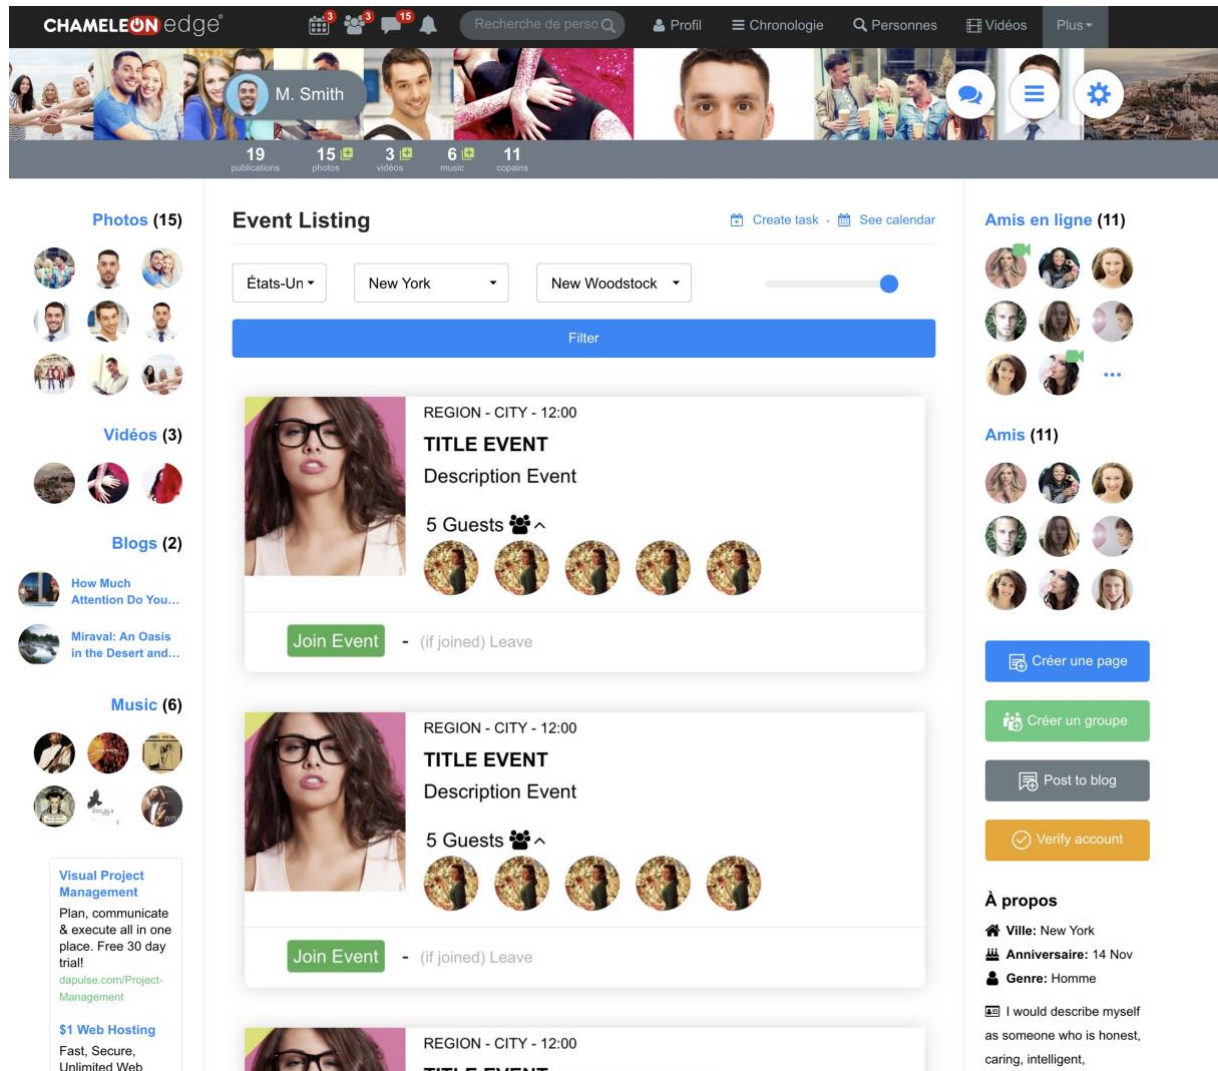 CHAMELEON edge
3
3
15
Recherche de perso
Profil
Chronologie
Personnes
Vidéos
Plus
M. Smith
19
publications
15
photos
3
vidéos
6
music
11
copains
Photos (15)
Vidéos (3)
Blogs (2)
How Much
Attention Do You...
Miraval: An Oasis
in the Desert and...
Music (6)
Visual Project
Management
Plan, communicate
& execute all in one
place. Free 30 day
trial!
dapulse.com/Project-
Management
$1 Web Hosting
Fast, Secure,
Unlimited Web
Event Listing
Create task
See calendar
États-Un
New York
New Woodstock
Filter
REGION - CITY - 12:00
TITLE EVENT
Description Event
5 Guests
Join Event - (if joined) Leave
REGION - CITY - 12:00
TITLE EVENT
Description Event
5 Guests
Join Event - (if joined) Leave
REGION - CITY - 12:00
TITLE EVENT
Amis en ligne (11)
...
Amis (11)
Créer une page
Créer un groupe
Post to blog
Verify account
À propos
Ville: New York
Anniversaire: 14 Nov
Genre: Homme
I would describe myself
as someone who is honest,
caring, intelligent,